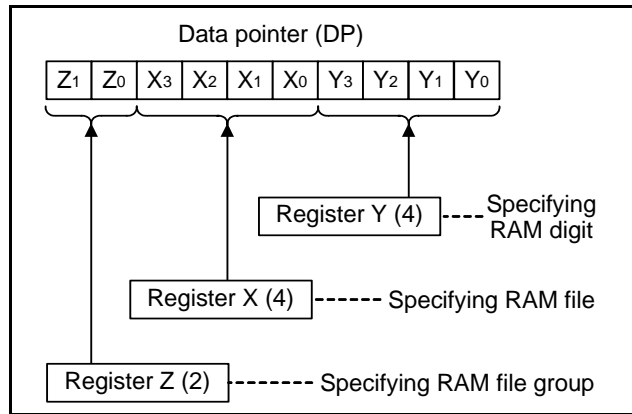 Data pointer (DP)
Z1 Z0 X3 X2 X1 X0 Y3 Y2 Y1 Y0
Register Y (4) Specifying
RAM digit
Register X (4) Specifying RAM file
Register Z (2) Specifying RAM file group